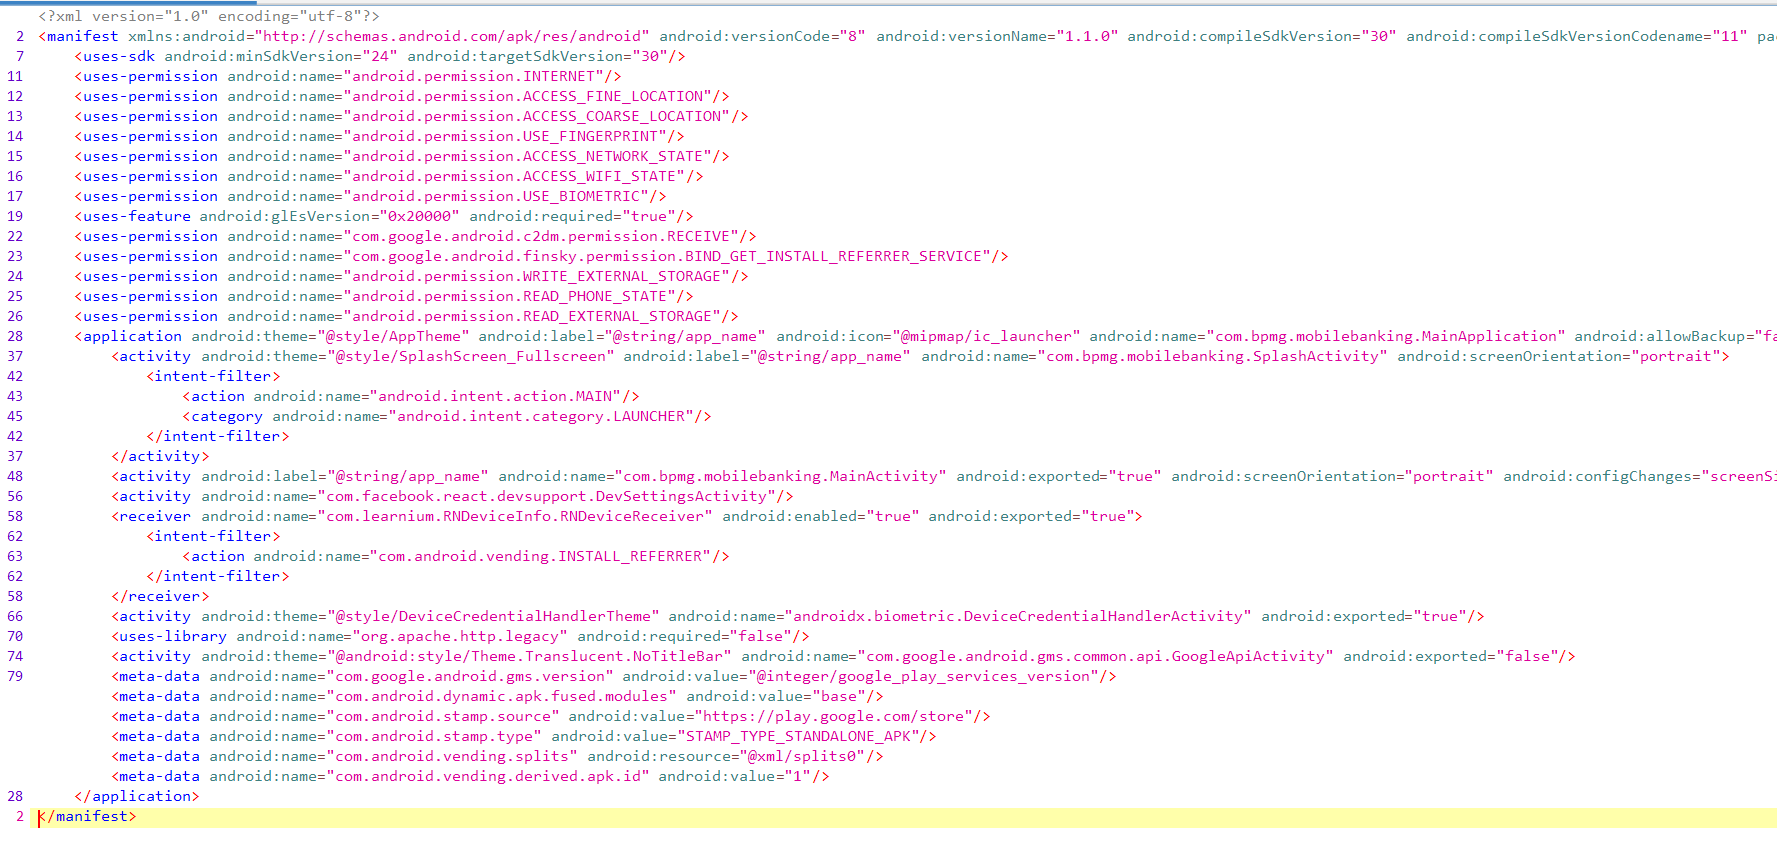 <?xml version="1.0" encoding="utf-8"?>
2 <manifest xmlns:android="http://schemas.android.com/apk/res/android" android:versionCode="8" android:versionName="1.1.0" android:compileSdkVersion="30" android:compileSdkVersionCodename="11" pa
7 <uses-sdk android:minSdkVersion="24" android:targetSdkVersion="30"/>
11 <uses-permission android:name="android.permission.INTERNET"/>
12 <uses-permission android:name="android.permission.ACCESS_FINE_LOCATION"/>
13 <uses-permission android:name="android.permission.ACCESS_COARSE_LOCATION"/>
14 <uses-permission android:name="android.permission.USE_FINGERPRINT"/>
15 <uses-permission android:name="android.permission.ACCESS_NETWORK_STATE"/>
16 <uses-permission android:name="android.permission.ACCESS_WIFI_STATE"/>
17 <uses-permission android:name="android.permission.USE_BIOMETRIC"/>
19 <uses-feature android:glEsVersion="0x20000" android:required="true"/>
22 <uses-permission android:name="com.google.android.c2dm.permission.RECEIVE"/>
23 <uses-permission android:name="com.google.android.finsky.permission.BIND_GET_INSTALL_REFERRER_SERVICE"/>
24 <uses-permission android:name="android.permission.WRITE_EXTERNAL_STORAGE"/>
25 <uses-permission android:name="android.permission.READ_PHONE_STATE"/>
26 <uses-permission android:name="android.permission.READ_EXTERNAL_STORAGE"/>
28 <application android:theme="@style/AppTheme" android:label="@string/app_name" android:icon="@mipmap/ic_launcher" android:name="com.bpmg.mobilebanking.MainApplication" android:allowBackup="fa
37 <activity android:theme="@style/SplashScreen_Fullscreen" android:label="@string/app_name" android:name="com.bpmg.mobilebanking.SplashActivity" android:screenOrientation="portrait">
42 <intent-filter>
43 <action android:name="android.intent.action.MAIN"/>
45 <category android:name="android.intent.category.LAUNCHER"/>
42 </intent-filter>
37 </activity>
48 <activity android:label="@string/app_name" android:name="com.bpmg.mobilebanking.MainActivity" android:exported="true" android:screenOrientation="portrait" android:configChanges="screenSi
56 <activity android:name="com.facebook.react.devsupport.DevSettingsActivity"/>
58 <receiver android:name="com.learnium.RNDeviceInfo.RNDeviceReceiver" android:enabled="true" android:exported="true">
62 <intent-filter>
63 <action android:name="com.android.vending.INSTALL_REFERRER"/>
62 </intent-filter>
58 </receiver>
66 <activity android:theme="@style/DeviceCredentialHandlerTheme" android:name="androidx.biometric.DeviceCredentialHandlerActivity" android:exported="true"/>
70 <uses-library android:name="org.apache.http.legacy" android:required="false"/>
74 <activity android:theme="@android:style/Theme.Translucent.NoTitleBar" android:name="com.google.android.gms.common.api.GoogleApiActivity" android:exported="false"/>
79 <meta-data android:name="com.google.android.gms.version" android:value="@integer/google_play_services_version"/>
<meta-data android:name="com.android.dynamic.apk.fused.modules" android:value="base"/>
<meta-data android:name="com.android.stamp.source" android:value="https://play.google.com/store"/>
<meta-data android:name="com.android.stamp.type" android:value="STAMP_TYPE_STANDALONE_APK"/>
<meta-data android:name="com.android.vending.splits" android:resource="@xml/splits0"/>
<meta-data android:name="com.android.vending.derived.apk.id" android:value="1"/>
28 </application>
2 </manifest>